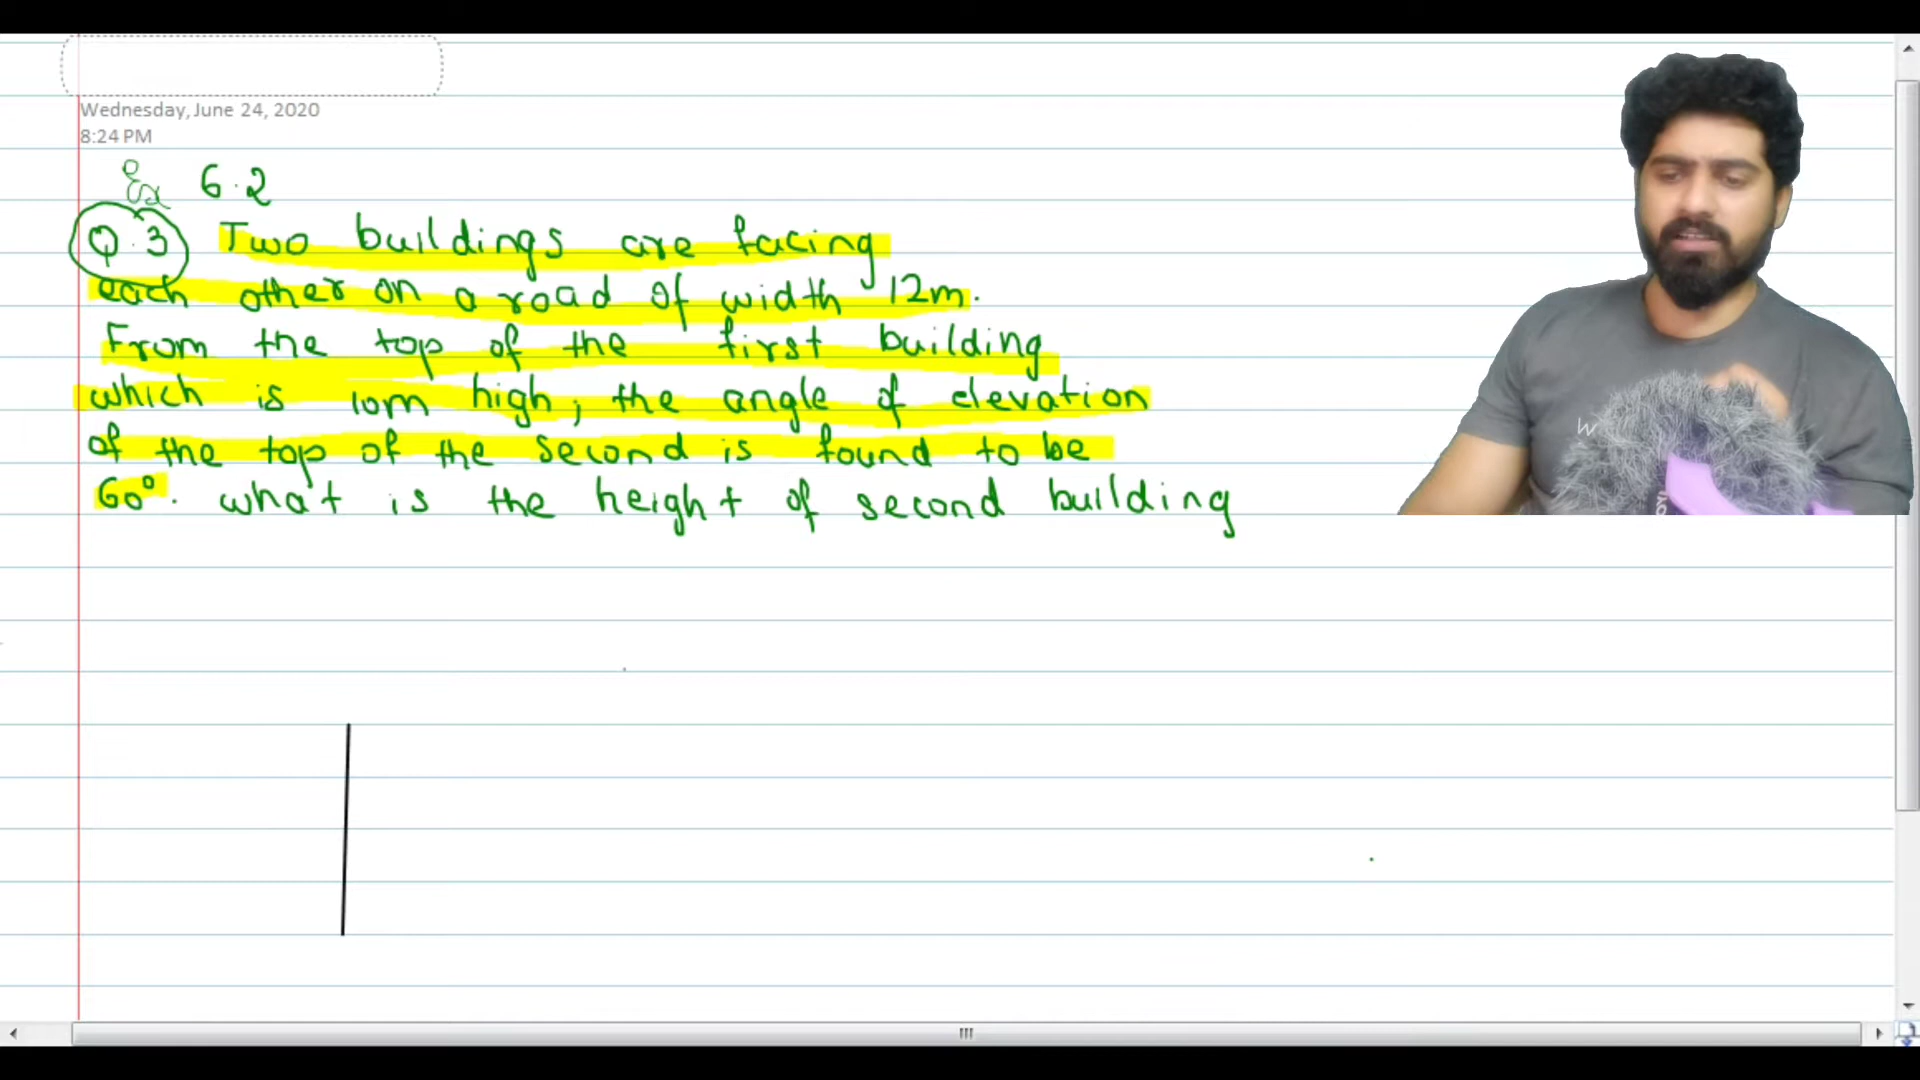 Wednesday, June 24, 2020
8:24 PM
Ex 6.2
Q.3 Two buildings are facing
each other on a road of width 12m.
From the top of the first building
which is 10m high, the angle of elevation
of the top of the second is found to be
60°. what is the height of second building